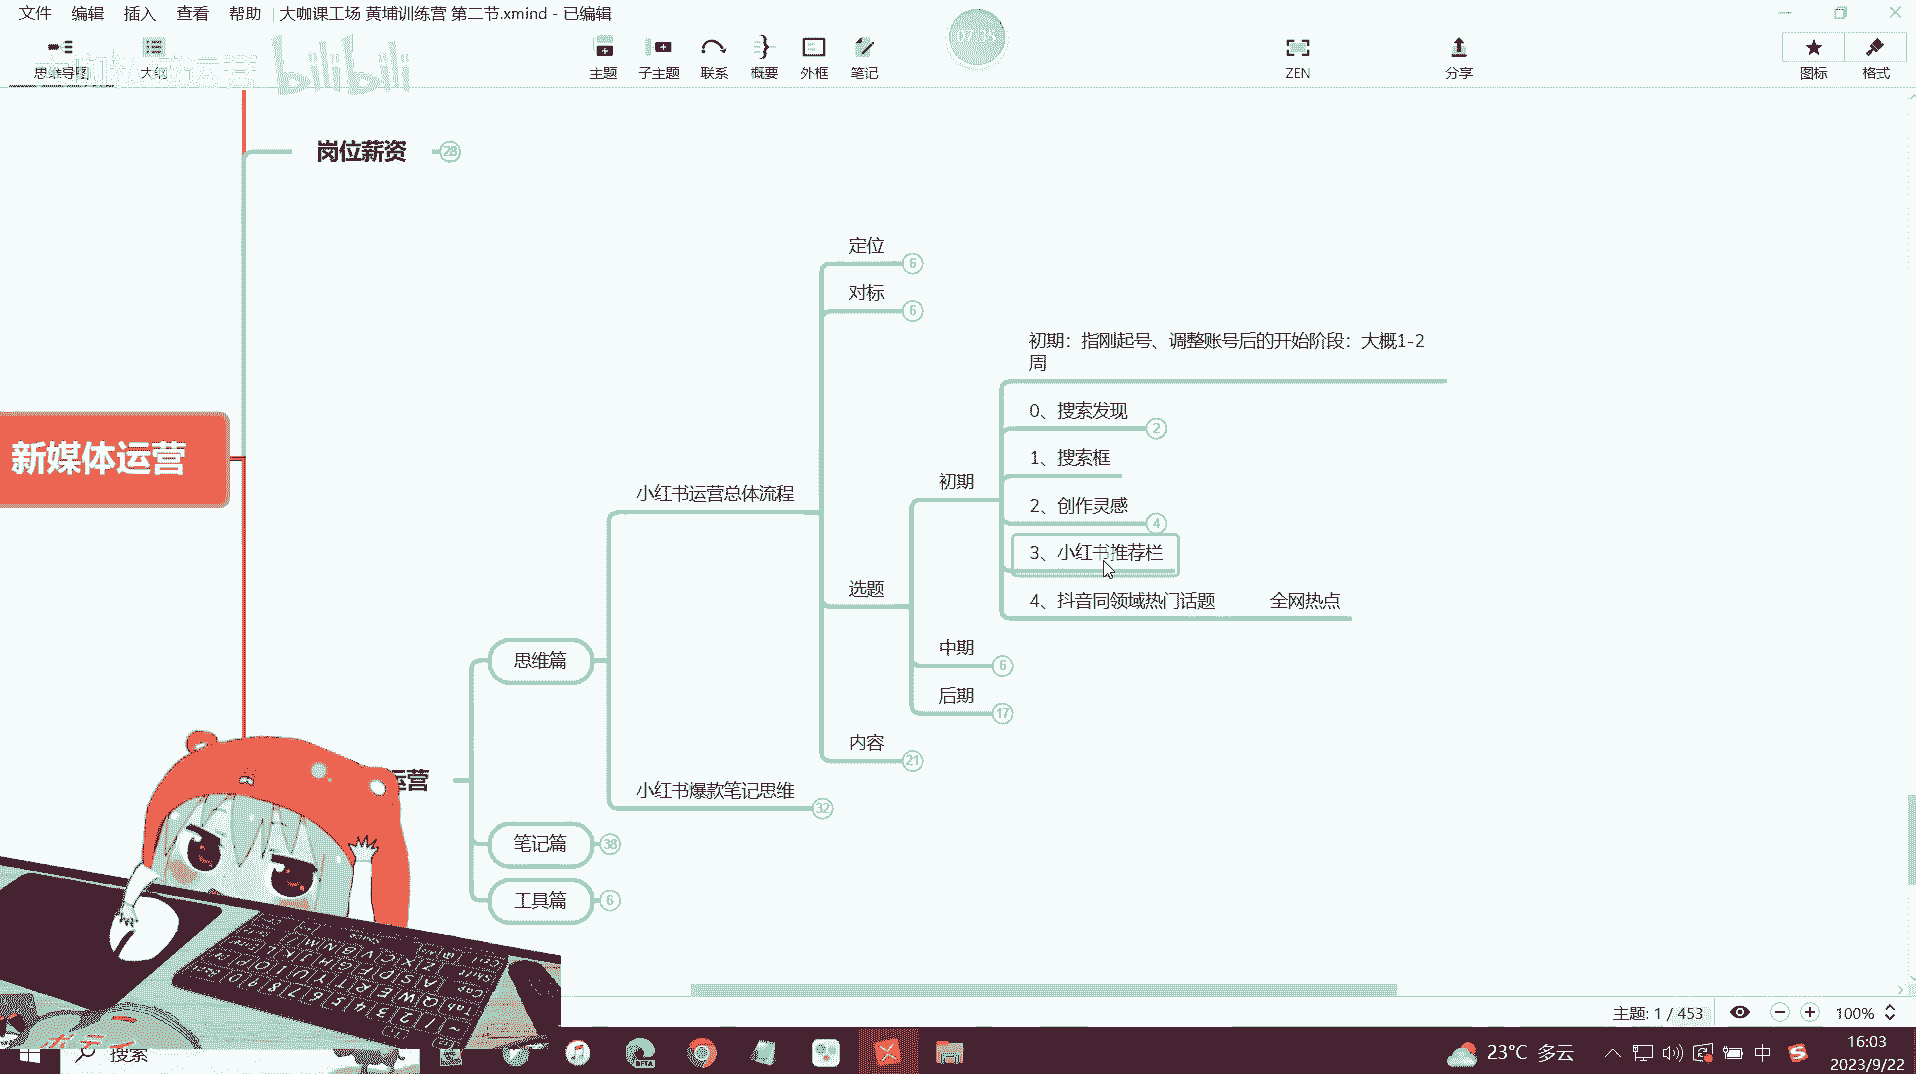 文件 编辑 插入 查看 帮助 大咖课工场 黄埔训练营 第二节.xmind - 已编辑
思维导图 大纲 主题 子主题 联系 概要 外框 笔记 ZEN 分享 图标 格式
bilibili
岗位薪资 28
定位 6
对标 6
初期：指刚起号、调整账号后的开始阶段：大概1-2
周
0、搜索发现 2
1、搜索框
初期
小红书运营总体流程
2、创作灵感 4
3、小红书推荐栏
选题
4、抖音同领域热门话题 全网热点
新媒体运营
中期 6
思维篇
后期 17
内容 21
运营
小红书爆款笔记思维 32
笔记篇 38
工具篇 6
主题: 1 / 453 100%
搜索
23°C 多云 中
16:03
2023/9/22